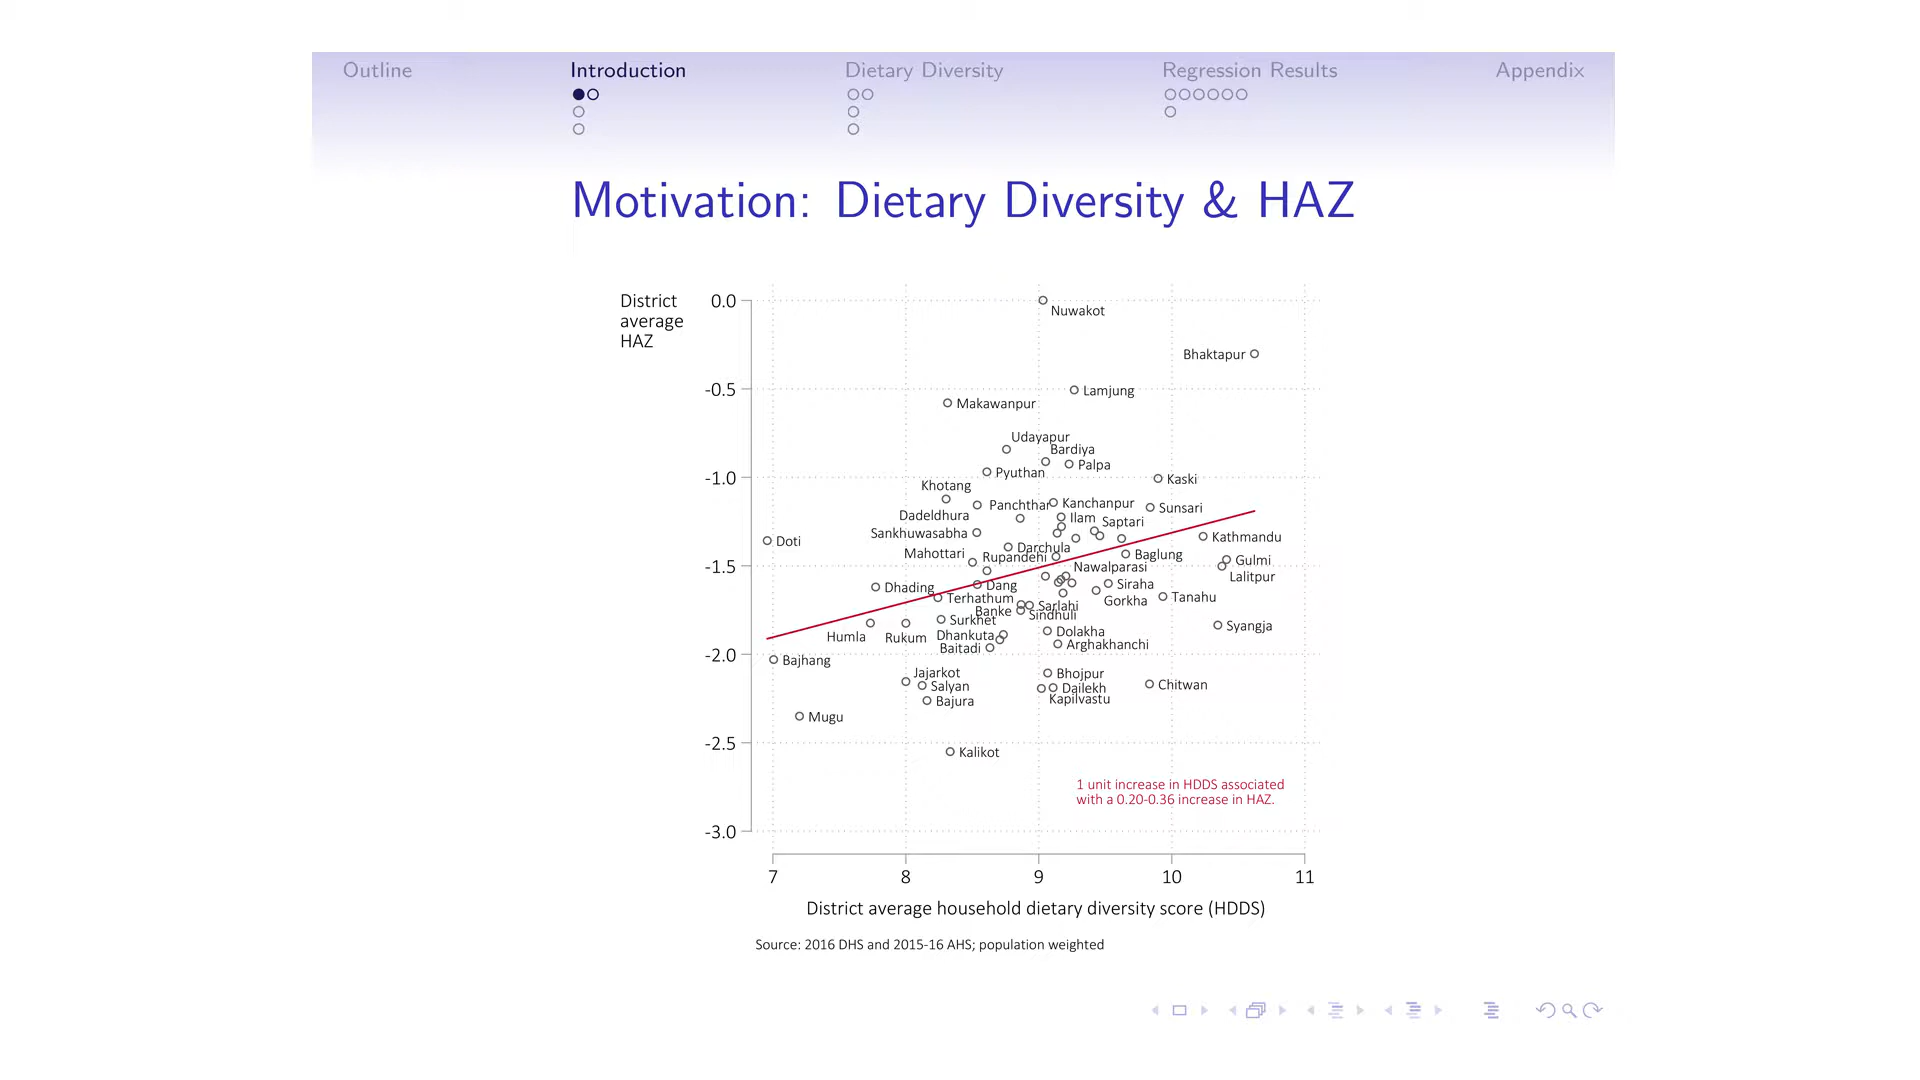 Outline Introduction Dietary Diversity Regression Results Appendix
Motivation: Dietary Diversity & HAZ
District
average
HAZ
0.0
-0.5
-1.0
-1.5
-2.0
-2.5
-3.0
Nuwakot
Bhaktapur
Lamjung
Makawanpur
Udayapur
Bardiya
Palpa
Pyuthan
Kaski
Khotang
Panchthar
Kanchanpur
Sunsari
Dadeldhura
Ilam
Saptari
Sankhuwasabha
Kathmandu
Doti
Darchula
Mahottari
Rupandehi
Baglung
Gulmi
Nawalparasi
Lalitpur
Dhading
Dang
Siraha
Terhathum
Gorkha
Tanahu
Banke
Sarlahi
Sindhuli
Surkhet
Syangja
Humla
Rukum
Dhankuta
Dolakha
Baitadi
Arghakhanchi
Bajhang
Jajarkot
Bhojpur
Salyan
Dailekh
Chitwan
Bajura
Kapilvastu
Mugu
Kalikot
1 unit increase in HDDS associated
with a 0.20-0.36 increase in HAZ.
7 8 9 10 11
District average household dietary diversity score (HDDS)
Source: 2016 DHS and 2015-16 AHS; population weighted